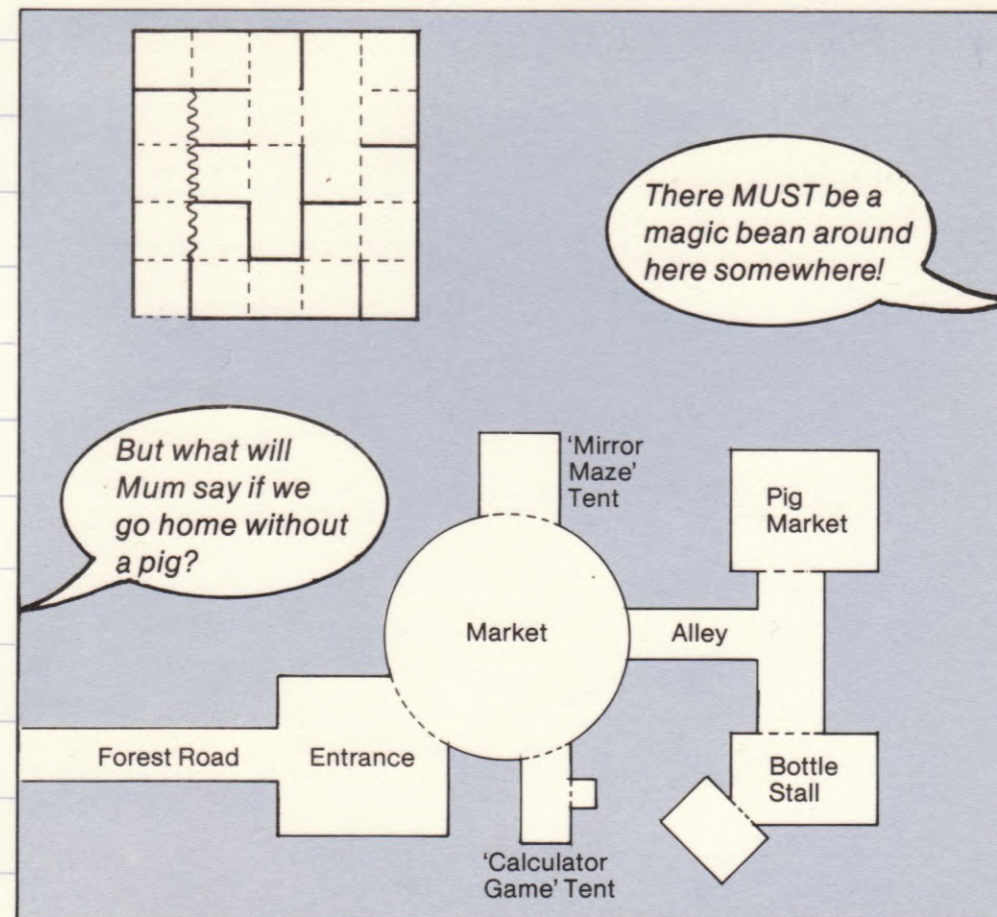 There MUST be a
magic bean around
here somewhere!
But what will
Mum say if we
go home without
a pig?
'Mirror
Maze'
Tent
Pig
Market
Market
Alley
Forest Road
Entrance
Bottle
Stall
'Calculator
Game' Tent